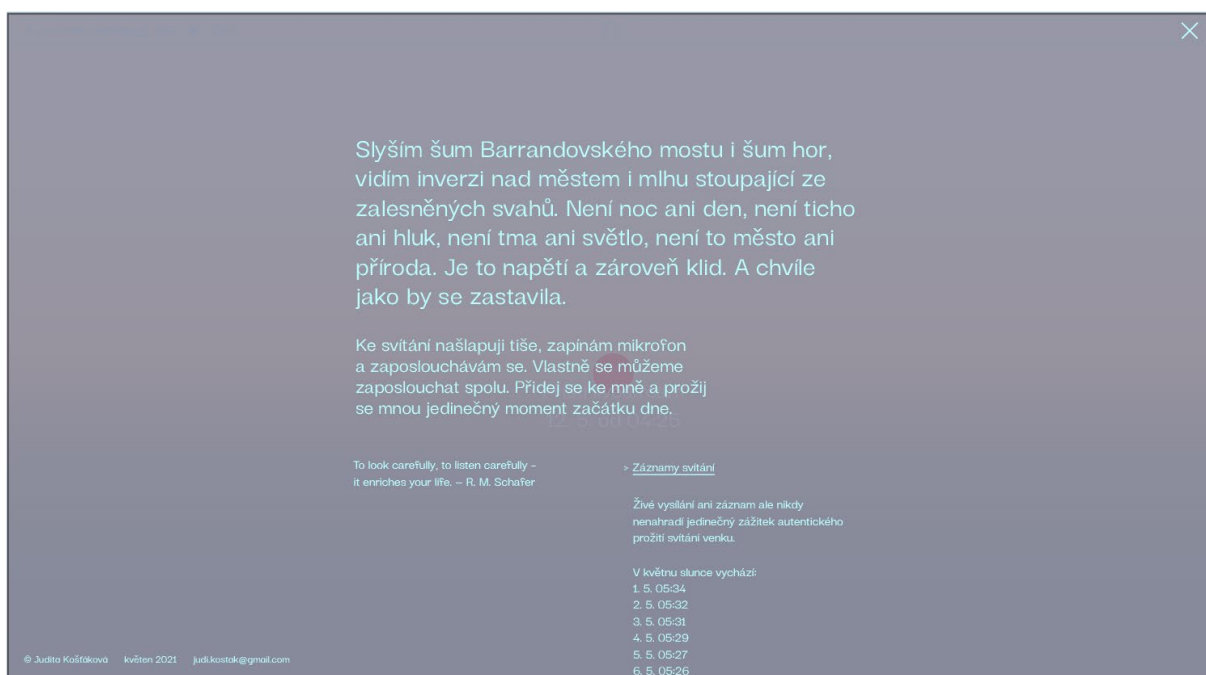 Slyším šum Barrandovského mostu i šum hor,
vidím inverzi nad městem i mlhu stoupající ze
zalesněných svahů. Není noc ani den, není ticho
ani hluk, není tma ani světlo, není to město ani
příroda. Je to napětí a zároveň klid. A chvíle
jako by se zastavila.
Ke svítání našlapuji tiše, zapínám mikrofon
a zaposlouchávám se. Vlastně se můžeme
zaposlouchat spolu. Přidej se ke mně a prožij
se mnou jedinečný moment začátku dne.
12. 5. od 04:25
To look carefully, to listen carefully –
it enriches your life. – R. M. Schafer
> Záznamy svítání
Živé vysílání ani záznam ale nikdy
nenahradí jedinečný zážitek autentického
prožití svítání venku.
V květnu slunce vychází:
1. 5. 05:34
2. 5. 05:32
3. 5. 05:31
4. 5. 05:29
5. 5. 05:27
6. 5. 05:26
© Judita Košťáková květen 2021 judi.kostak@gmail.com